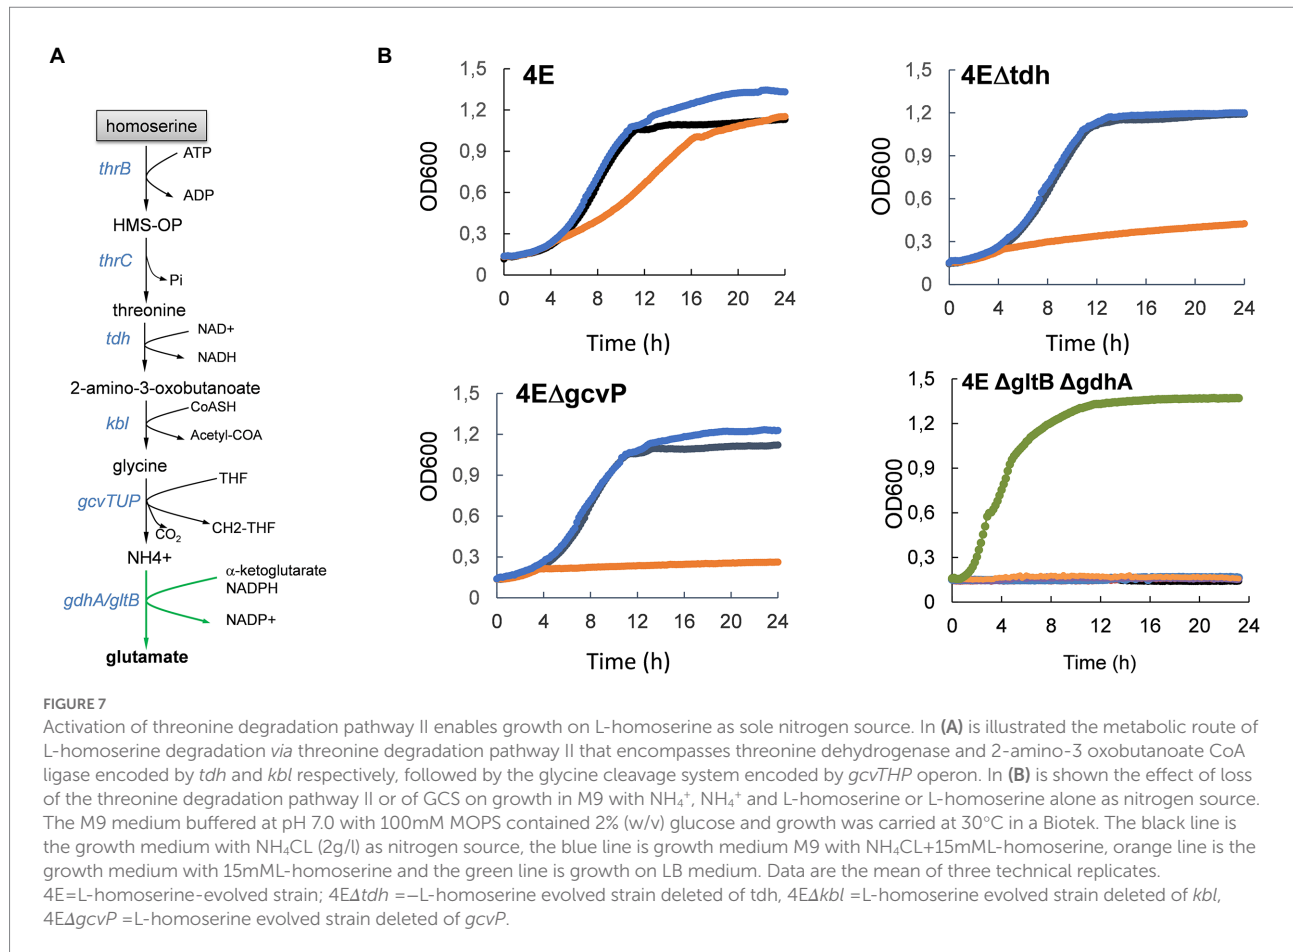 A
homoserine
thrB
ATP
ADP
HMS-OP
thrC
Pi
threonine
tdh
NAD+
NADH
2-amino-3-oxobutanoate
kbl
CoASH
Acetyl-COA
glycine
gcvTUP
THF
CO2
CH2-THF
NH4+
gdhA/gltB
α-ketoglutarate
NADPH
NADP+
glutamate
B
4E
OD600
1,5
1,2
0,9
0,6
0,3
0
0 4 8 12 16 20 24
Time (h)
4EΔtdh
OD600
1,5
1,2
0,9
0,6
0,3
0
0 4 8 12 16 20 24
Time (h)
4EΔgcvP
OD600
1,5
1,2
0,9
0,6
0,3
0
0 4 8 12 16 20 24
Time (h)
4E ΔgltB ΔgdhA
OD600
1,5
1,2
0,9
0,6
0,3
0
0 4 8 12 16 20 24
Time (h)
FIGURE 7
Activation of threonine degradation pathway II enables growth on L-homoserine as sole nitrogen source. In (A) is illustrated the metabolic route of
L-homoserine degradation via threonine degradation pathway II that encompasses threonine dehydrogenase and 2-amino-3 oxobutanoate CoA
ligase encoded by tdh and kbl respectively, followed by the glycine cleavage system encoded by gcvTHP operon. In (B) is shown the effect of loss
of the threonine degradation pathway II or of GCS on growth in M9 with NH₄⁺, NH₄⁺ and L-homoserine or L-homoserine alone as nitrogen source.
The M9 medium buffered at pH 7.0 with 100mM MOPS contained 2% (w/v) glucose and growth was carried at 30°C in a Biotek. The black line is
the growth medium with NH₄CL (2g/l) as nitrogen source, the blue line is growth medium M9 with NH₄CL+15mML-homoserine, orange line is the
growth medium with 15mML-homoserine and the green line is growth on LB medium. Data are the mean of three technical replicates.
4E=L-homoserine-evolved strain; 4EΔtdh =−L-homoserine evolved strain deleted of tdh, 4EΔkbl =L-homoserine evolved strain deleted of kbl,
4EΔgcvP =L-homoserine evolved strain deleted of gcvP.